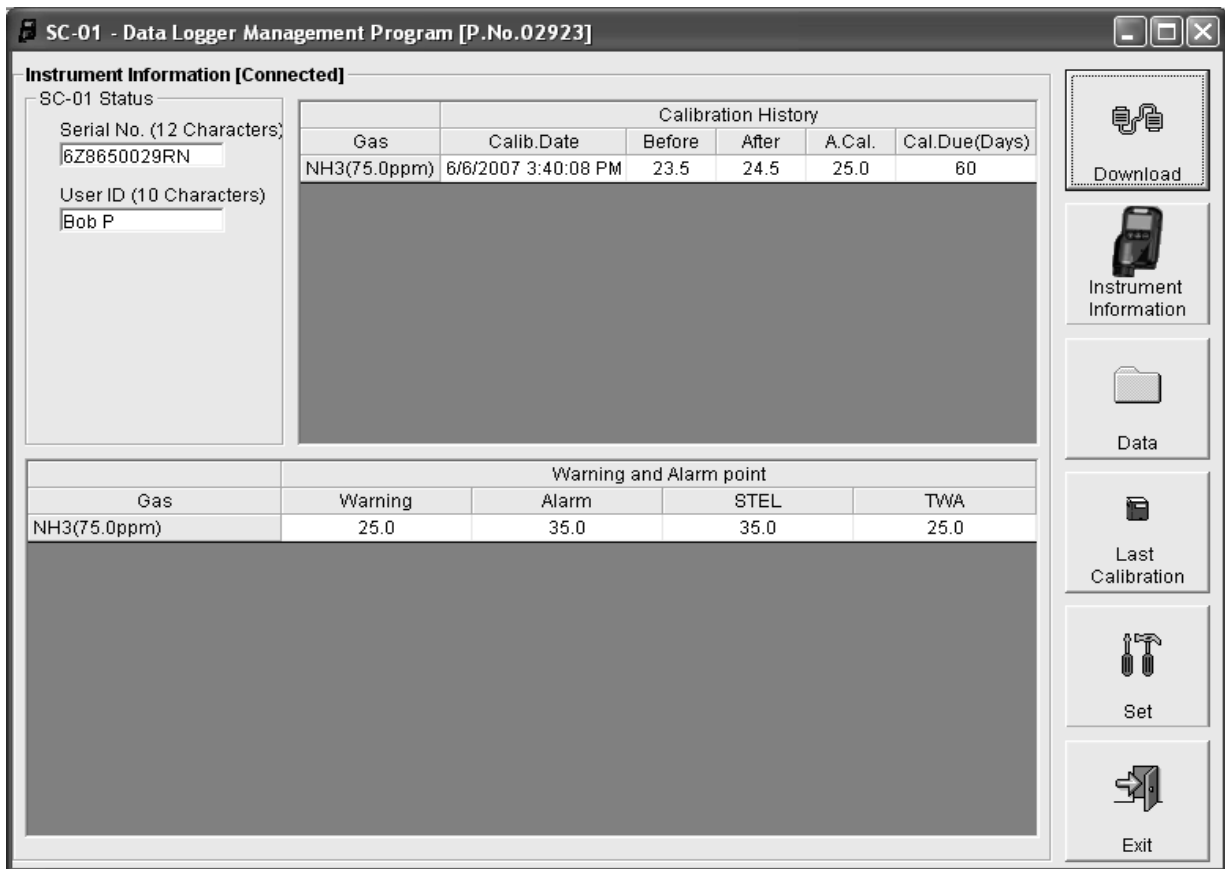 SC-01 - Data Logger Management Program [P.No.02923]
Instrument Information [Connected]
SC-01 Status
Serial No. (12 Characters)
6Z8650029RN
User ID (10 Characters)
Bob P
Calibration History
Gas Calib.Date Before After A.Cal. Cal.Due(Days)
NH3(75.0ppm) 6/6/2007 3:40:08 PM 23.5 24.5 25.0 60
Warning and Alarm point
Gas Warning Alarm STEL TWA
NH3(75.0ppm) 25.0 35.0 35.0 25.0
Download
Instrument
Information
Data
Last
Calibration
Set
Exit